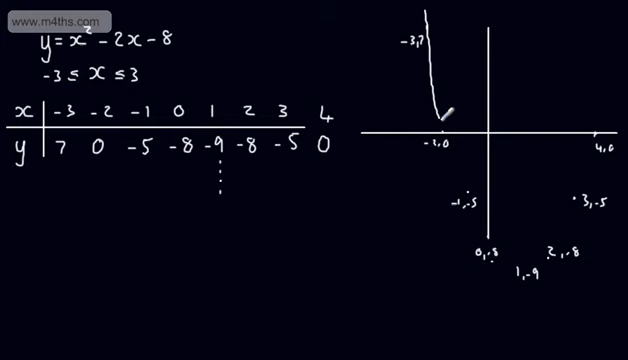 www.m4ths.com
y = x² - 2x - 8
-3 ≤ x ≤ 3
x -3 -2 -1 0 1 2 3 4
y 7 0 -5 -8 -9 -8 -5 0
-3,7
-2,0
4,0
-1,-5
3,-5
0,-8
2,-8
1,-9